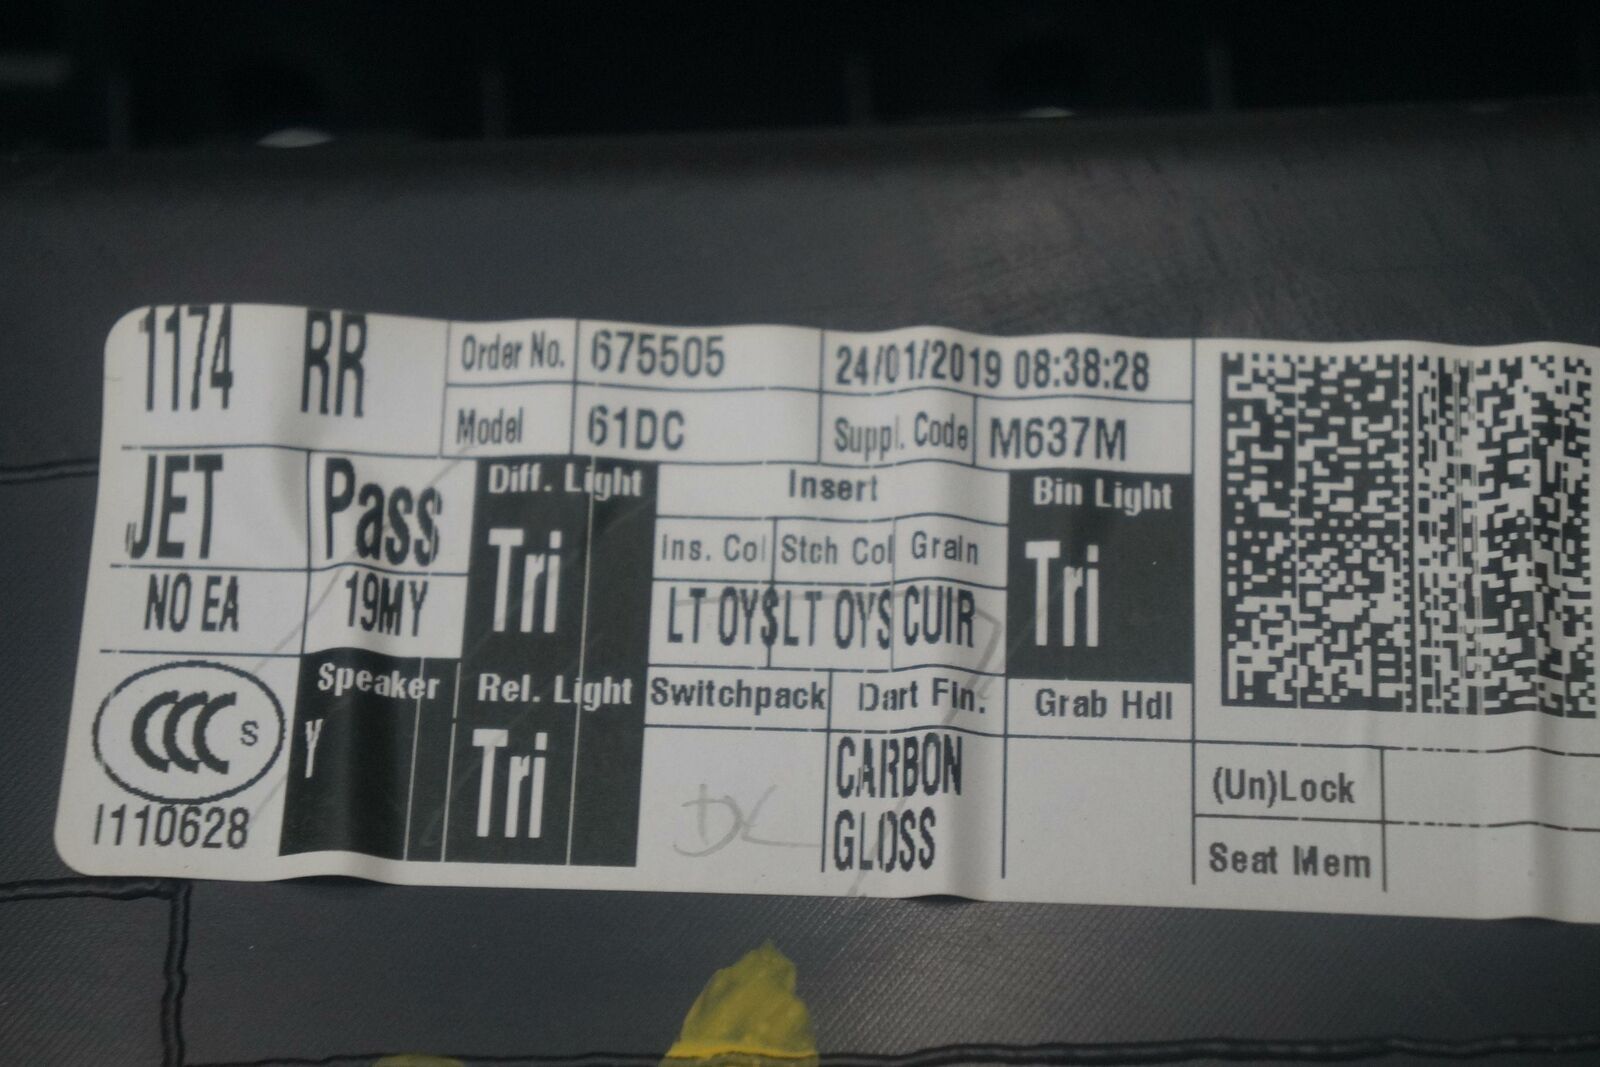 1174 RR
Order No. 675505 24/01/2019 08:38:28
Model 61DC Suppl. Code M637M
JET Pass
Diff. Light
Tri
Insert
Ins. Col Stch Col Grain
LT OYS LT OYS CUIR
Bin Light
Tri
NO EA 19MY
CCC S
I110628
Speaker
Y
Rel. Light
Tri
Switchpack
Dart Fin.
CARBON
GLOSS
Grab Hdl
(Un)Lock
Seat Mem